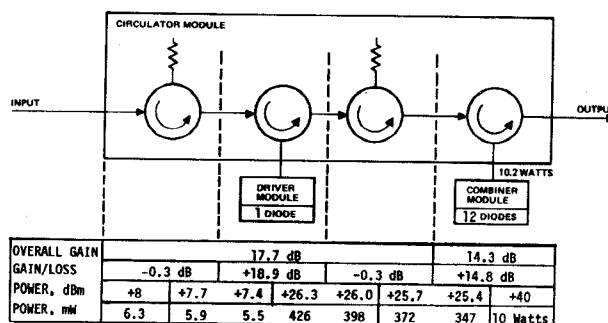 CIRCULATOR MODULE
INPUT
OUTPUT
10.2 WATTS
DRIVER
MODULE
1 DIODE
COMBINER
MODULE
12 DIODES
OVERALL GAIN 17.7 dB 14.3 dB
GAIN/LOSS -0.3 dB +18.9 dB -0.3 dB +14.8 dB
POWER, dBm +8 +7.7 +7.4 +26.3 +26.0 +25.7 +25.4 +40
POWER, mW 6.3 5.9 5.5 426 398 372 347 10 Watts